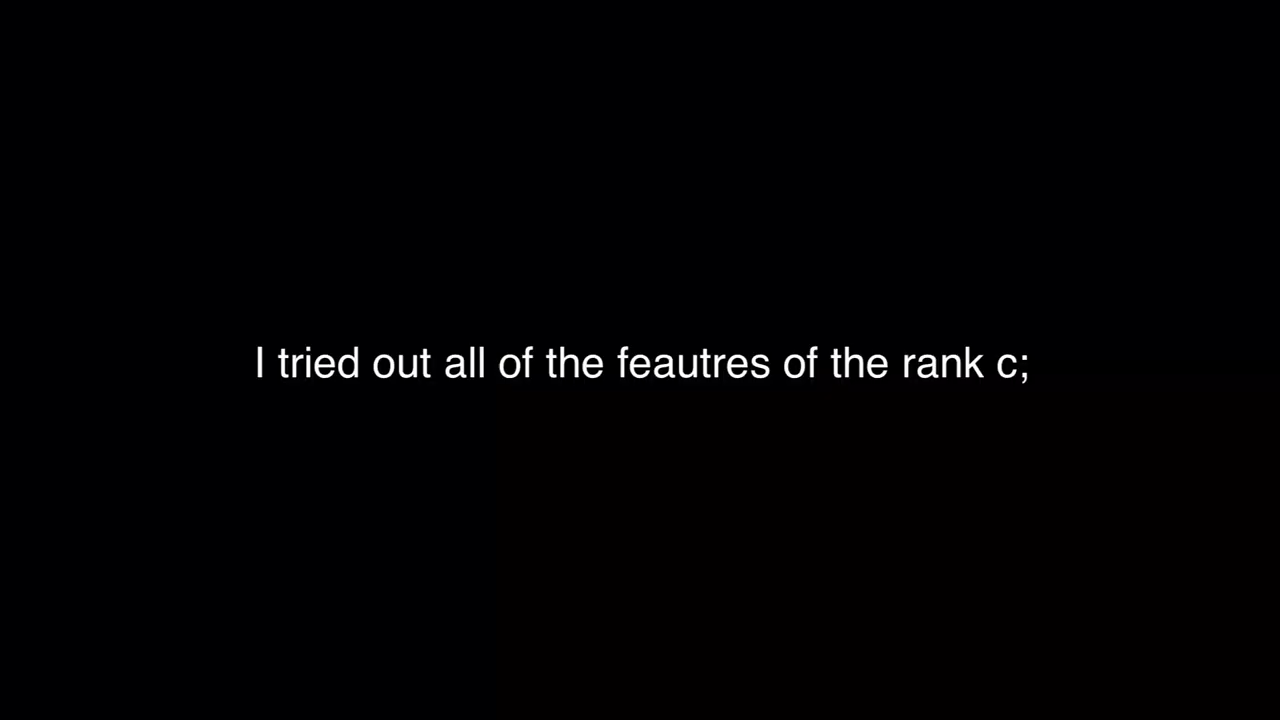 I tried out all of the feautres of the rank c;